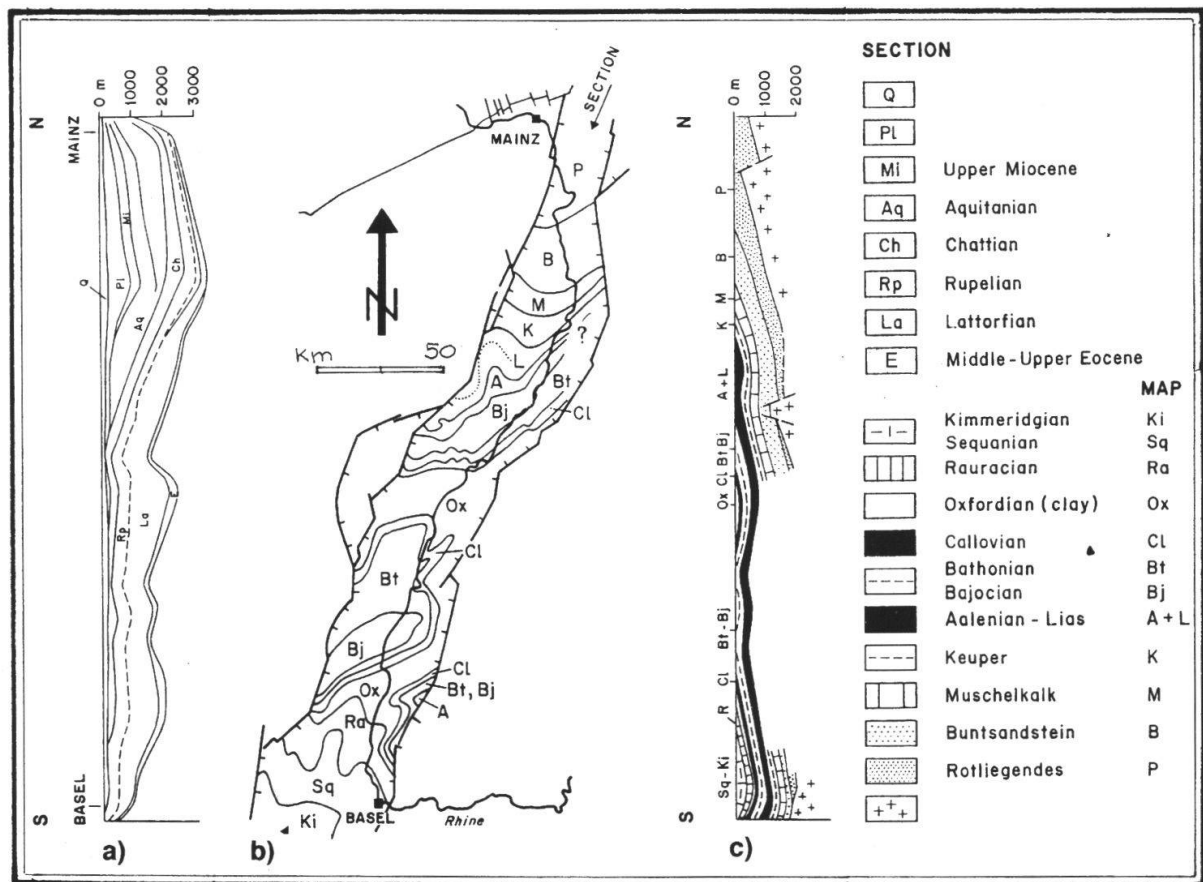 0 m
1000
2000
3000
N
MAINZ
Q
Pl
Mi
Aq
Ch
Rp
La
E
S
BASEL
a)
SECTION
MAINZ
P
N
Km 50
B
M
K
?
L
A
Bt
Bj
Cl
Ox
Cl
Bt
Bj
Cl
Ox
Bt, Bj
A
Ra
Sq
Ki
BASEL
Rhine
b)
0 m
1000
2000
N
P
B
M
K
A + L
Bj
Bt
Cl
Ox
Bt - Bj
Cl
R
Sq - Ki
S
c)
SECTION
Q
Pl
Mi Upper Miocene
Aq Aquitanian
Ch Chattian
Rp Rupelian
La Lattorfian
E Middle-Upper Eocene
MAP
Kimmeridgian Ki
Sequanian Sq
Rauracian Ra
Oxfordian (clay) Ox
Callovian Cl
Bathonian Bt
Bajocian Bj
Aalenian - Lias A + L
Keuper K
Muschelkalk M
Buntsandstein B
Rotliegendes P